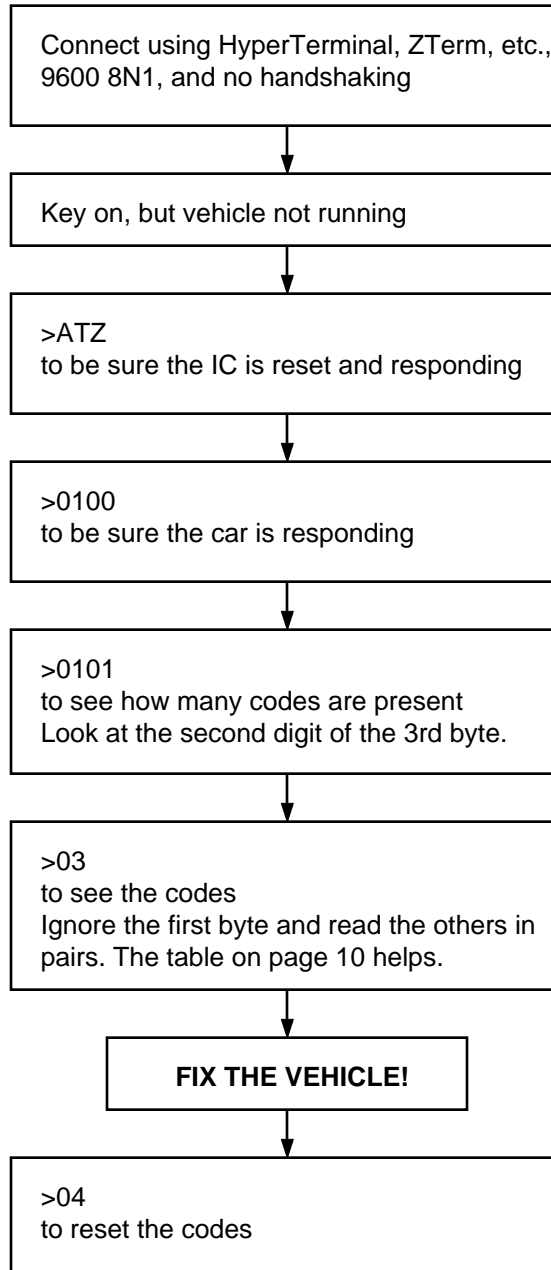 Connect using HyperTerminal, ZTerm, etc.,
9600 8N1, and no handshaking
Key on, but vehicle not running
>ATZ
to be sure the IC is reset and responding
>0100
to be sure the car is responding
>0101
to see how many codes are present
Look at the second digit of the 3rd byte.
>03
to see the codes
Ignore the first byte and read the others in
pairs. The table on page 10 helps.
FIX THE VEHICLE!
>04
to reset the codes